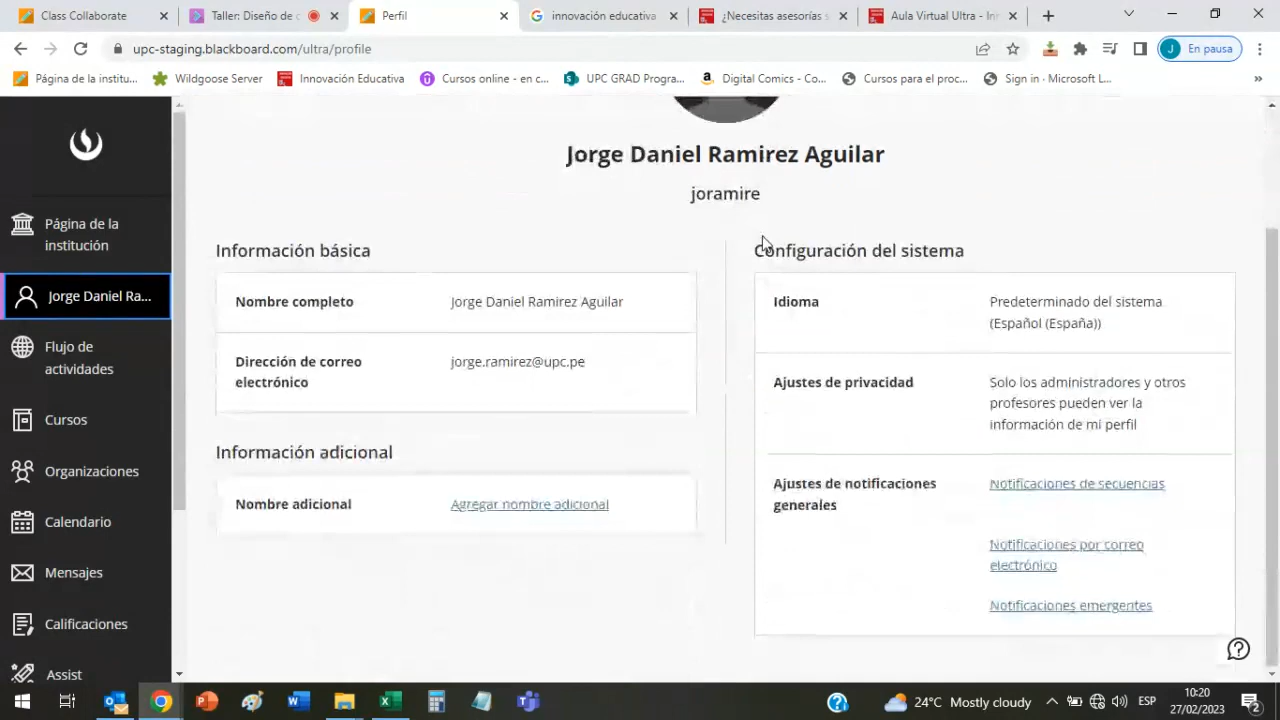 Class Collaborate
Taller: Diseño de c
Perfil
innovación educativa
¿Necesitas asesorías s
Aula Virtual Ultra - Inn
upc-staging.blackboard.com/ultra/profile
J En pausa
Página de la institu...
Wildgoose Server
Innovación Educativa
Cursos online - en c...
UPC GRAD Progra...
Digital Comics - Co...
Cursos para el proc...
Sign in · Microsoft L...
»
Página de la
institución
Jorge Daniel Ra...
Flujo de
actividades
Cursos
Organizaciones
Calendario
Mensajes
Calificaciones
Assist
Jorge Daniel Ramirez Aguilar
joramire
Información básica
Nombre completo
Jorge Daniel Ramirez Aguilar
Dirección de correo
electrónico
jorge.ramirez@upc.pe
Información adicional
Nombre adicional
Agregar nombre adicional
Configuración del sistema
Idioma
Predeterminado del sistema
(Español (España))
Ajustes de privacidad
Solo los administradores y otros
profesores pueden ver la
información de mi perfil
Ajustes de notificaciones
generales
Notificaciones de secuencias
Notificaciones por correo
electrónico
Notificaciones emergentes
24°C Mostly cloudy
ESP
10:20
27/02/2023
2